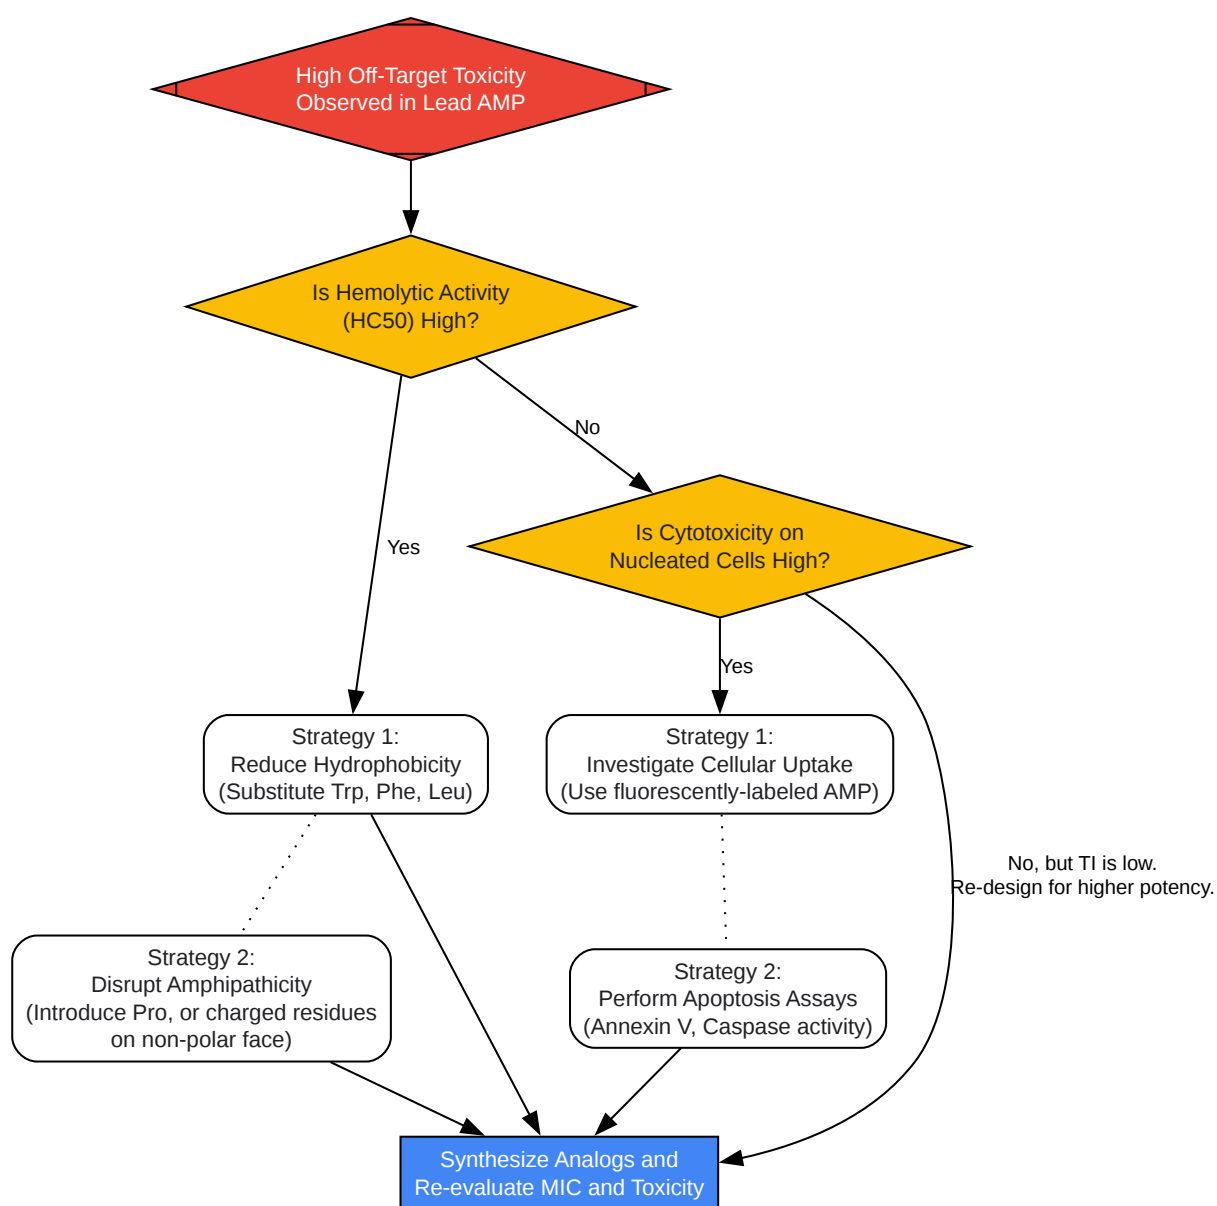 High Off-Target Toxicity
Observed in Lead AMP
Is Hemolytic Activity
(HC50) High?
No
Is Cytotoxicity on
Nucleated Cells High?
Yes
Yes
Strategy 1:
Reduce Hydrophobicity
(Substitute Trp, Phe, Leu)
Strategy 1:
Investigate Cellular Uptake
(Use fluorescently-labeled AMP)
No, but TI is low.
Re-design for higher potency.
Strategy 2:
Disrupt Amphipathicity
(Introduce Pro, or charged residues
on non-polar face)
Strategy 2:
Perform Apoptosis Assays
(Annexin V, Caspase activity)
Synthesize Analogs and
Re-evaluate MIC and Toxicity